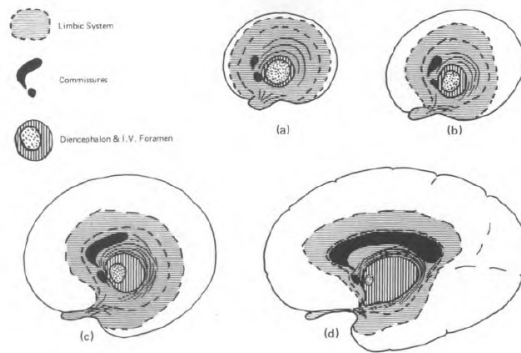 Limbic System
Commissures
Diencephalon & I.V. Foramen
(a)
(b)
(c)
(d)